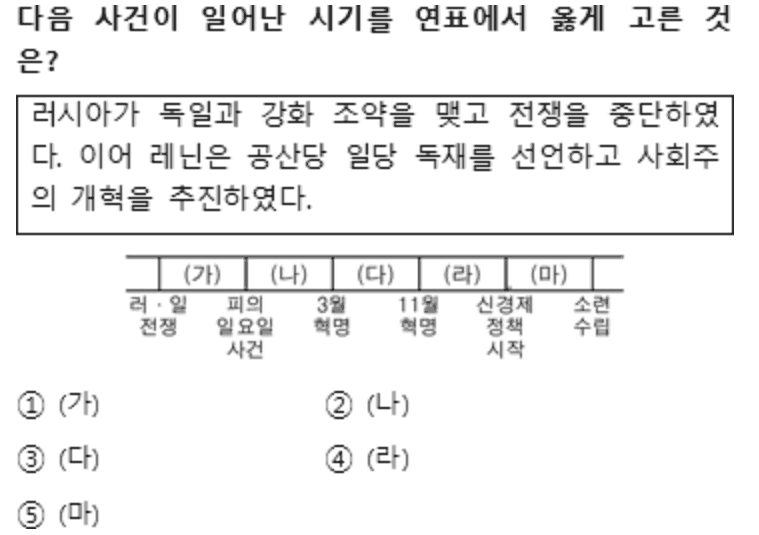 다음 사건이 일어난 시기를 연표에서 옳게 고른 것
은?
러시아가 독일과 강화 조약을 맺고 전쟁을 중단하였
다. 이어 레닌은 공산당 일당 독재를 선언하고 사회주
의 개혁을 추진하였다.
(가) (나) (다) (라) (마)
러·일 피의 3월 11월 신경제 소련
전쟁 일요일 혁명 혁명 정책 수립
사건 시작
① (가) ② (나)
③ (다) ④ (라)
⑤ (마)